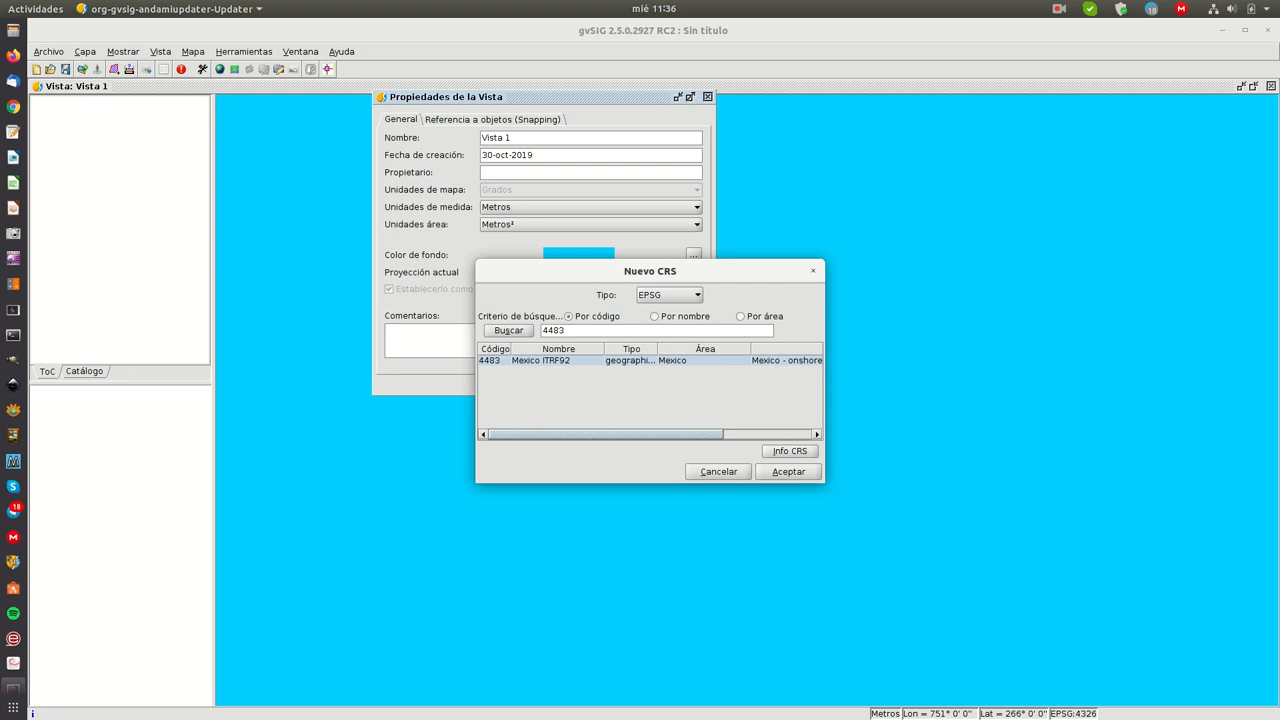 Actividades
org-gvsig-andamiupdater-Updater
mié 11:36
gvSIG 2.5.0.2927 RC2 : Sin título
Archivo Capa Mostrar Vista Mapa Herramientas Ventana Ayuda
Vista: Vista 1
Propiedades de la Vista
General
Referencia a objetos (Snapping)
Nombre: Vista 1
Fecha de creación: 30-oct-2019
Propietario:
Unidades de mapa: Grados
Unidades de medida: Metros
Unidades área: Metros²
Color de fondo: ...
Proyección actual
Establecerlo como
Comentarios:
Nuevo CRS
Tipo: EPSG
Criterio de búsque... Por código Por nombre Por área
Buscar 4483
Código Nombre Tipo Área
4483 Mexico ITRF92 geographi... Mexico Mexico - onshore
Info CRS
Cancelar Aceptar
ToC Catálogo
18
Metros Lon = 751° 0' 0'' Lat = 266° 0' 0'' EPSG:4326